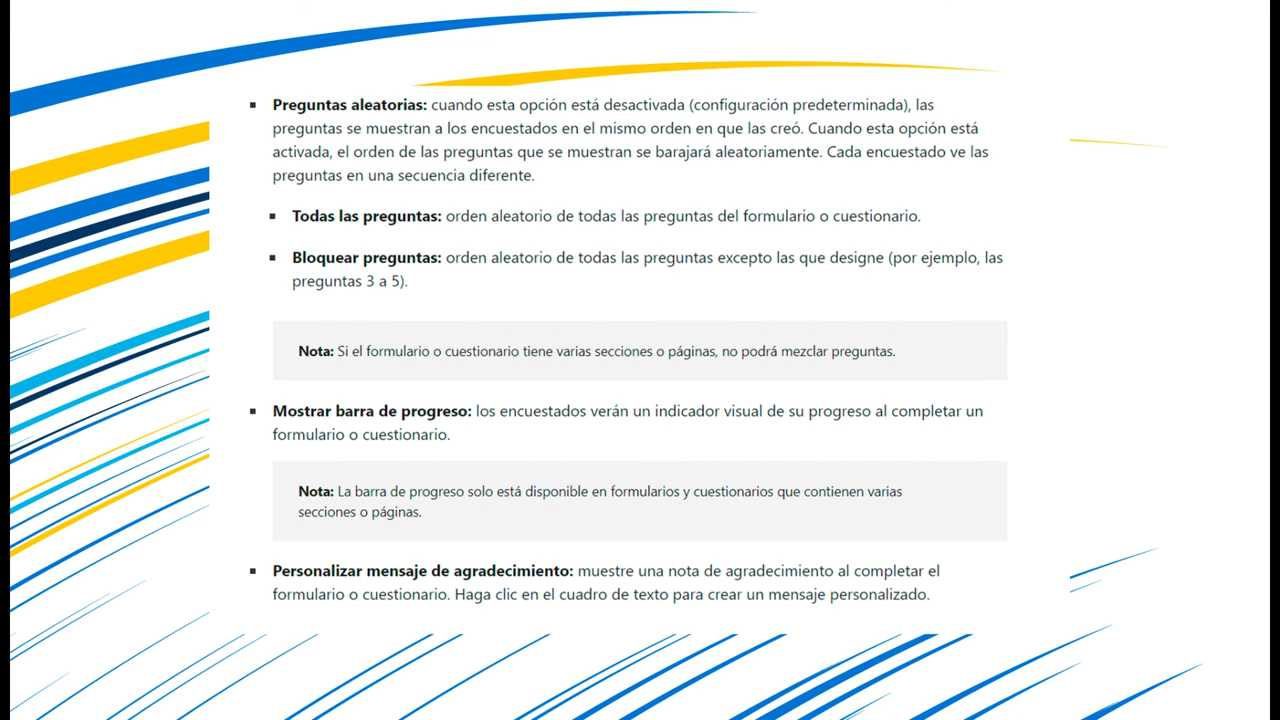 Preguntas aleatorias: cuando esta opción está desactivada (configuración predeterminada), las
preguntas se muestran a los encuestados en el mismo orden en que las creó. Cuando esta opción está
activada, el orden de las preguntas que se muestran se barajará aleatoriamente. Cada encuestado ve las
preguntas en una secuencia diferente.
Todas las preguntas: orden aleatorio de todas las preguntas del formulario o cuestionario.
Bloquear preguntas: orden aleatorio de todas las preguntas excepto las que designe (por ejemplo, las
preguntas 3 a 5).
Nota: Si el formulario o cuestionario tiene varias secciones o páginas, no podrá mezclar preguntas.
Mostrar barra de progreso: los encuestados verán un indicador visual de su progreso al completar un
formulario o cuestionario.
Nota: La barra de progreso solo está disponible en formularios y cuestionarios que contienen varias
secciones o páginas.
Personalizar mensaje de agradecimiento: muestre una nota de agradecimiento al completar el
formulario o cuestionario. Haga clic en el cuadro de texto para crear un mensaje personalizado.